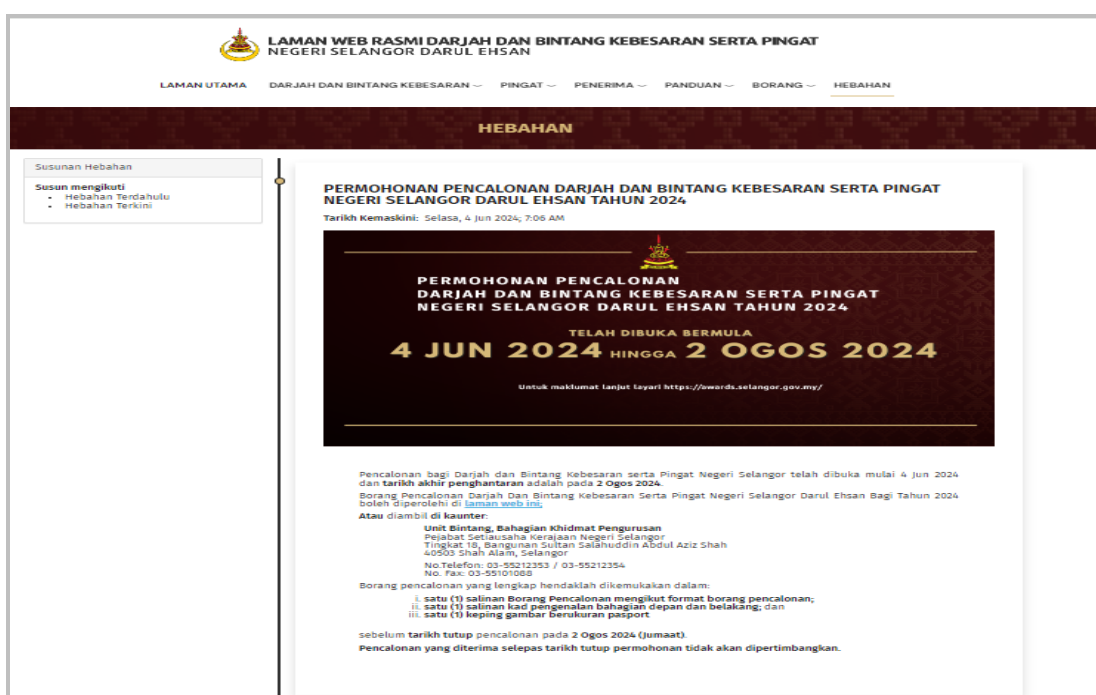 LAMAN WEB RASMI DARJAH DAN BINTANG KEBESARAN SERTA PINGAT
NEGERI SELANGOR DARUL EHSAN
LAMAN UTAMA DARJAH DAN BINTANG KEBESARAN PINGAT PENERIMA PANDUAN BORANG HEBAHAN
HEBAHAN
Susunan Hebahan
Susun mengikuti
• Hebahan Terdahulu
• Hebahan Terkini
PERMOHONAN PENCALONAN DARJAH DAN BINTANG KEBESARAN SERTA PINGAT
NEGERI SELANGOR DARUL EHSAN TAHUN 2024
Tarikh Kemaskini: Selasa, 4 Jun 2024; 7:06 AM
PERMOHONAN PENCALONAN
DARJAH DAN BINTANG KEBESARAN SERTA PINGAT
NEGERI SELANGOR DARUL EHSAN TAHUN 2024
TELAH DIBUKA BERMULA
4 JUN 2024 HINGGA 2 OGOS 2024
Untuk maklumat lanjut layari https://awards.selangor.gov.my/
Pencalonan bagi Darjah dan Bintang Kebesaran serta Pingat Negeri Selangor telah dibuka mulai 4 Jun 2024
dan tarikh akhir penghantaran adalah pada 2 Ogos 2024.
Borang Pencalonan Darjah Dan Bintang Kebesaran Serta Pingat Negeri Selangor Darul Ehsan Bagi Tahun 2024
boleh diperolehi di laman web ini;
Atau diambil di kaunter:
Unit Bintang, Bahagian Khidmat Pengurusan
Pejabat Setiausaha Kerajaan Negeri Selangor
Tingkat 18, Bangunan Sultan Salahuddin Abdul Aziz Shah
40503 Shah Alam, Selangor
No.Telefon: 03-55212353 / 03-55212354
No. Fax: 03-55101088
Borang pencalonan yang lengkap hendaklah dikemukakan dalam:
i. satu (1) salinan Borang Pencalonan mengikut format borang pencalonan;
ii. satu (1) salinan kad pengenalan bahagian depan dan belakang; dan
iii. satu (1) keping gambar berukuran pasport
sebelum tarikh tutup pencalonan pada 2 Ogos 2024 (Jumaat).
Pencalonan yang diterima selepas tarikh tutup permohonan tidak akan dipertimbangkan.